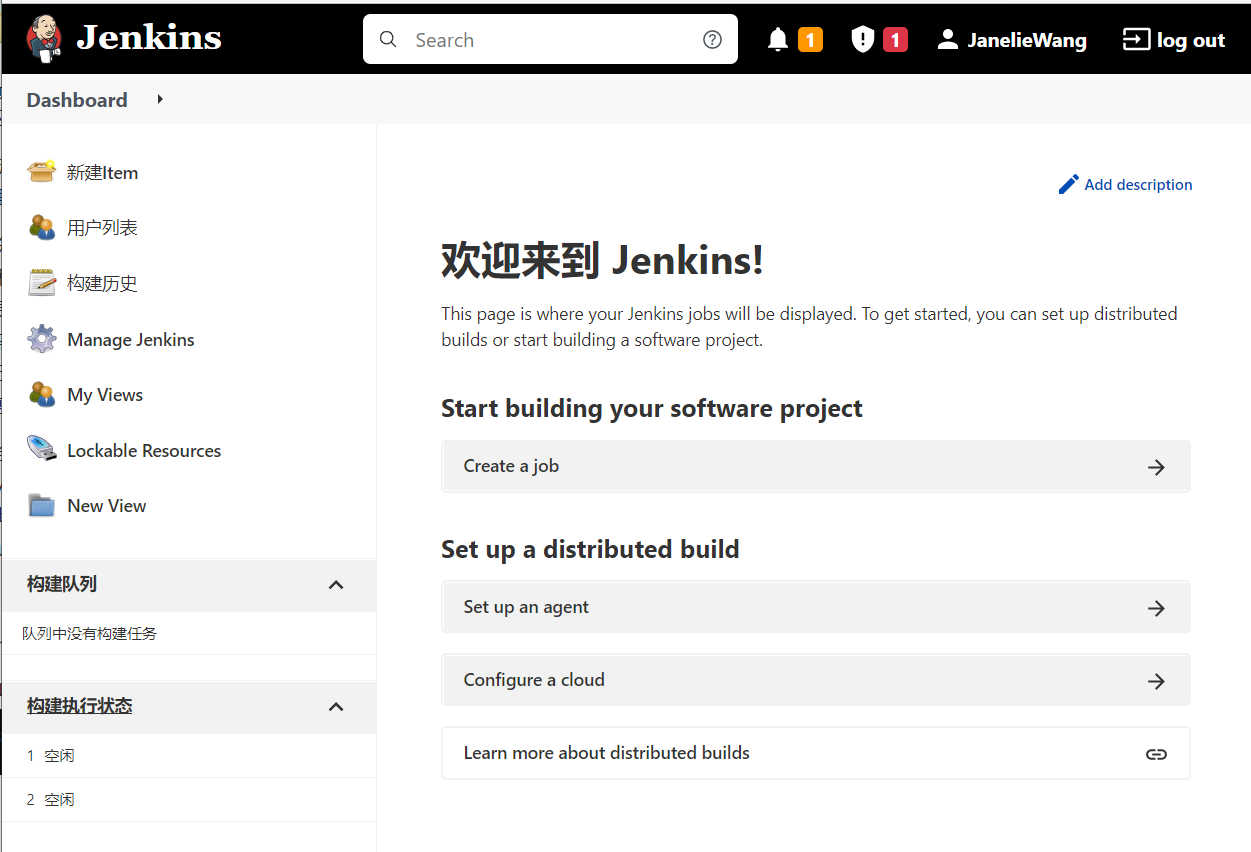 Jenkins
Search
1
1
JanelieWang
log out
Dashboard
新建Item
用户列表
构建历史
Manage Jenkins
My Views
Lockable Resources
New View
构建队列
队列中没有构建任务
构建执行状态
1 空闲
2 空闲
Add description
欢迎来到 Jenkins!
This page is where your Jenkins jobs will be displayed. To get started, you can set up distributed
builds or start building a software project.
Start building your software project
Create a job
Set up a distributed build
Set up an agent
Configure a cloud
Learn more about distributed builds